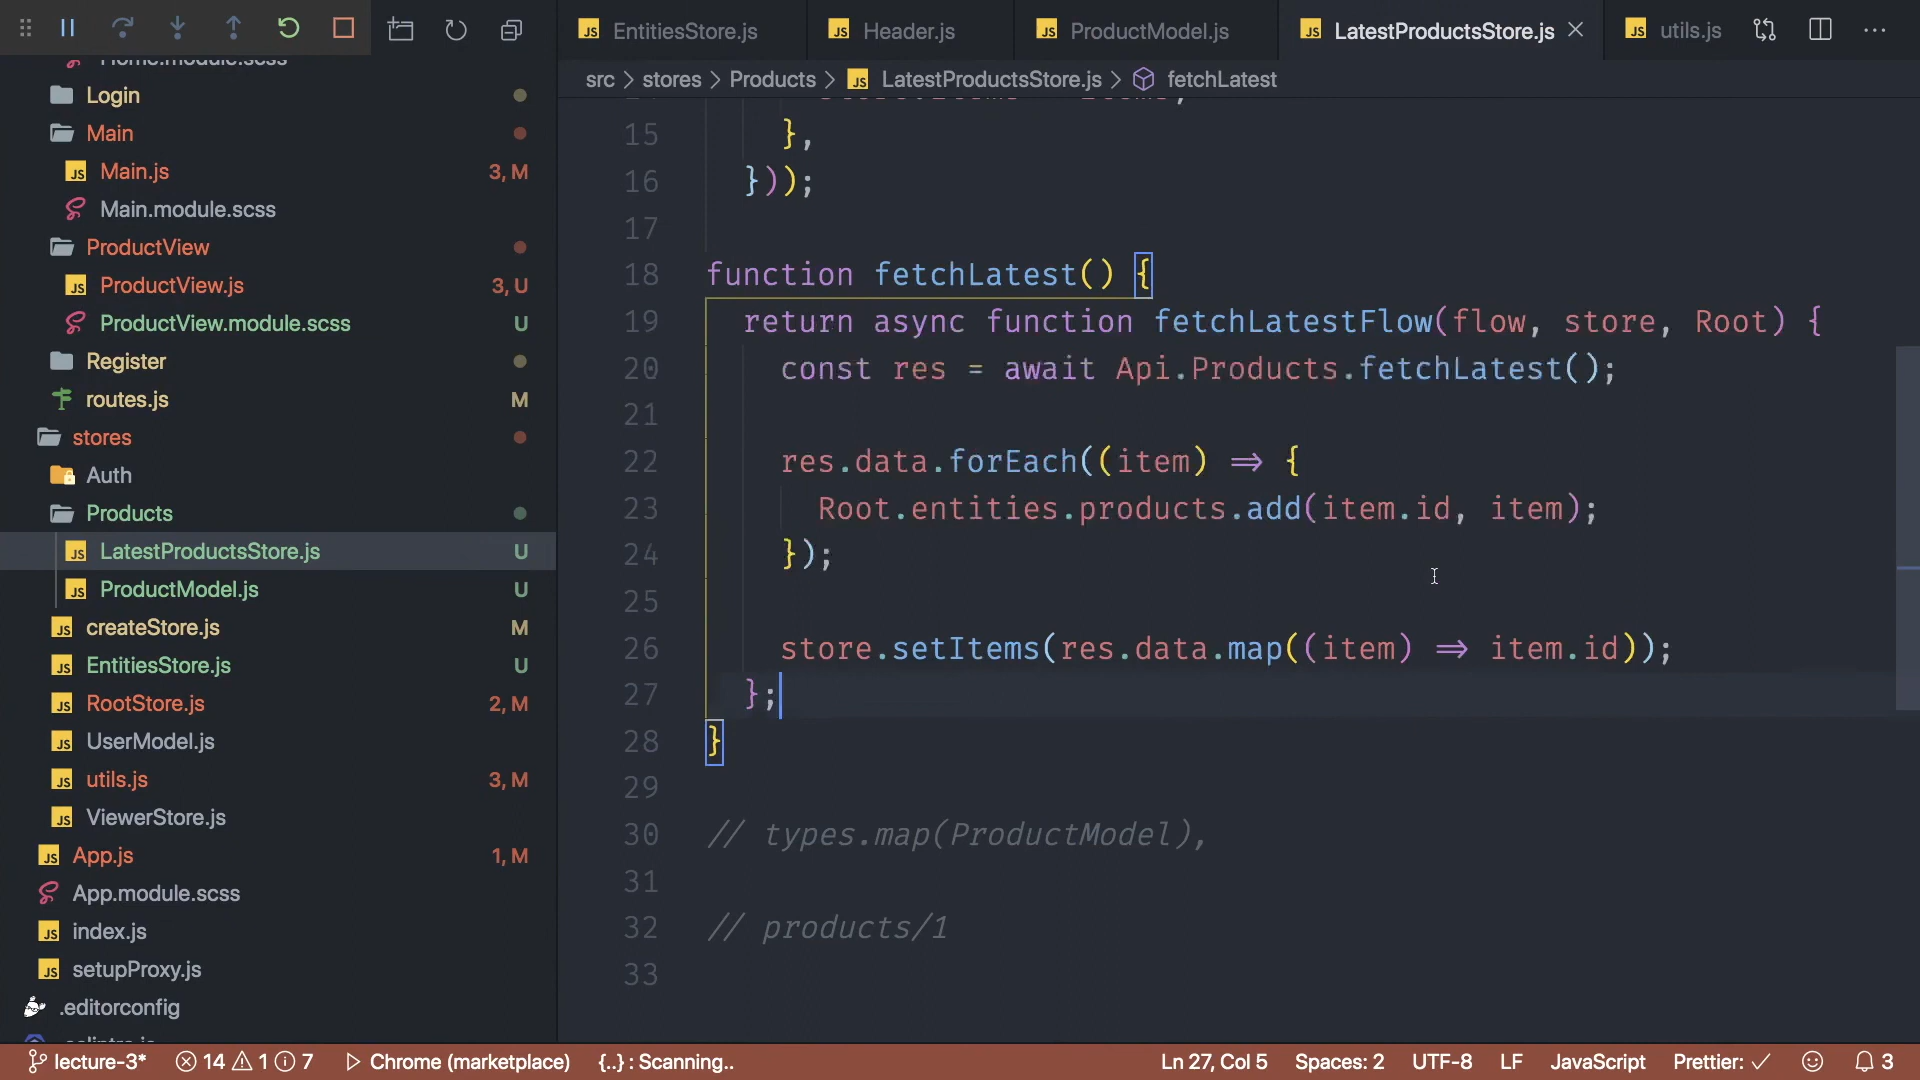 EntitiesStore.js
Header.js
ProductModel.js
LatestProductsStore.js
utils.js
src > stores > Products > LatestProductsStore.js > fetchLatest
Home.module.scss
Login
Main
Main.js 3, M
Main.module.scss
ProductView
ProductView.js 3, U
ProductView.module.scss U
Register
routes.js M
stores
Auth
Products
LatestProductsStore.js U
ProductModel.js U
createStore.js M
EntitiesStore.js U
RootStore.js 2, M
UserModel.js
utils.js 3, M
ViewerStore.js
App.js 1, M
App.module.scss
index.js
setupProxy.js
.editorconfig
15 },
16 }));
17
18 function fetchLatest() {
19 return async function fetchLatestFlow(flow, store, Root) {
20 const res = await Api.Products.fetchLatest();
21
22 res.data.forEach((item) => {
23 Root.entities.products.add(item.id, item);
24 });
25
26 store.setItems(res.data.map((item) => item.id));
27 };
28 }
29
30 // types.map(ProductModel),
31
32 // products/1
33
lecture-3* 14 1 7 Chrome (marketplace) {..} : Scanning.. Ln 27, Col 5 Spaces: 2 UTF-8 LF JavaScript Prettier: ✓ 3